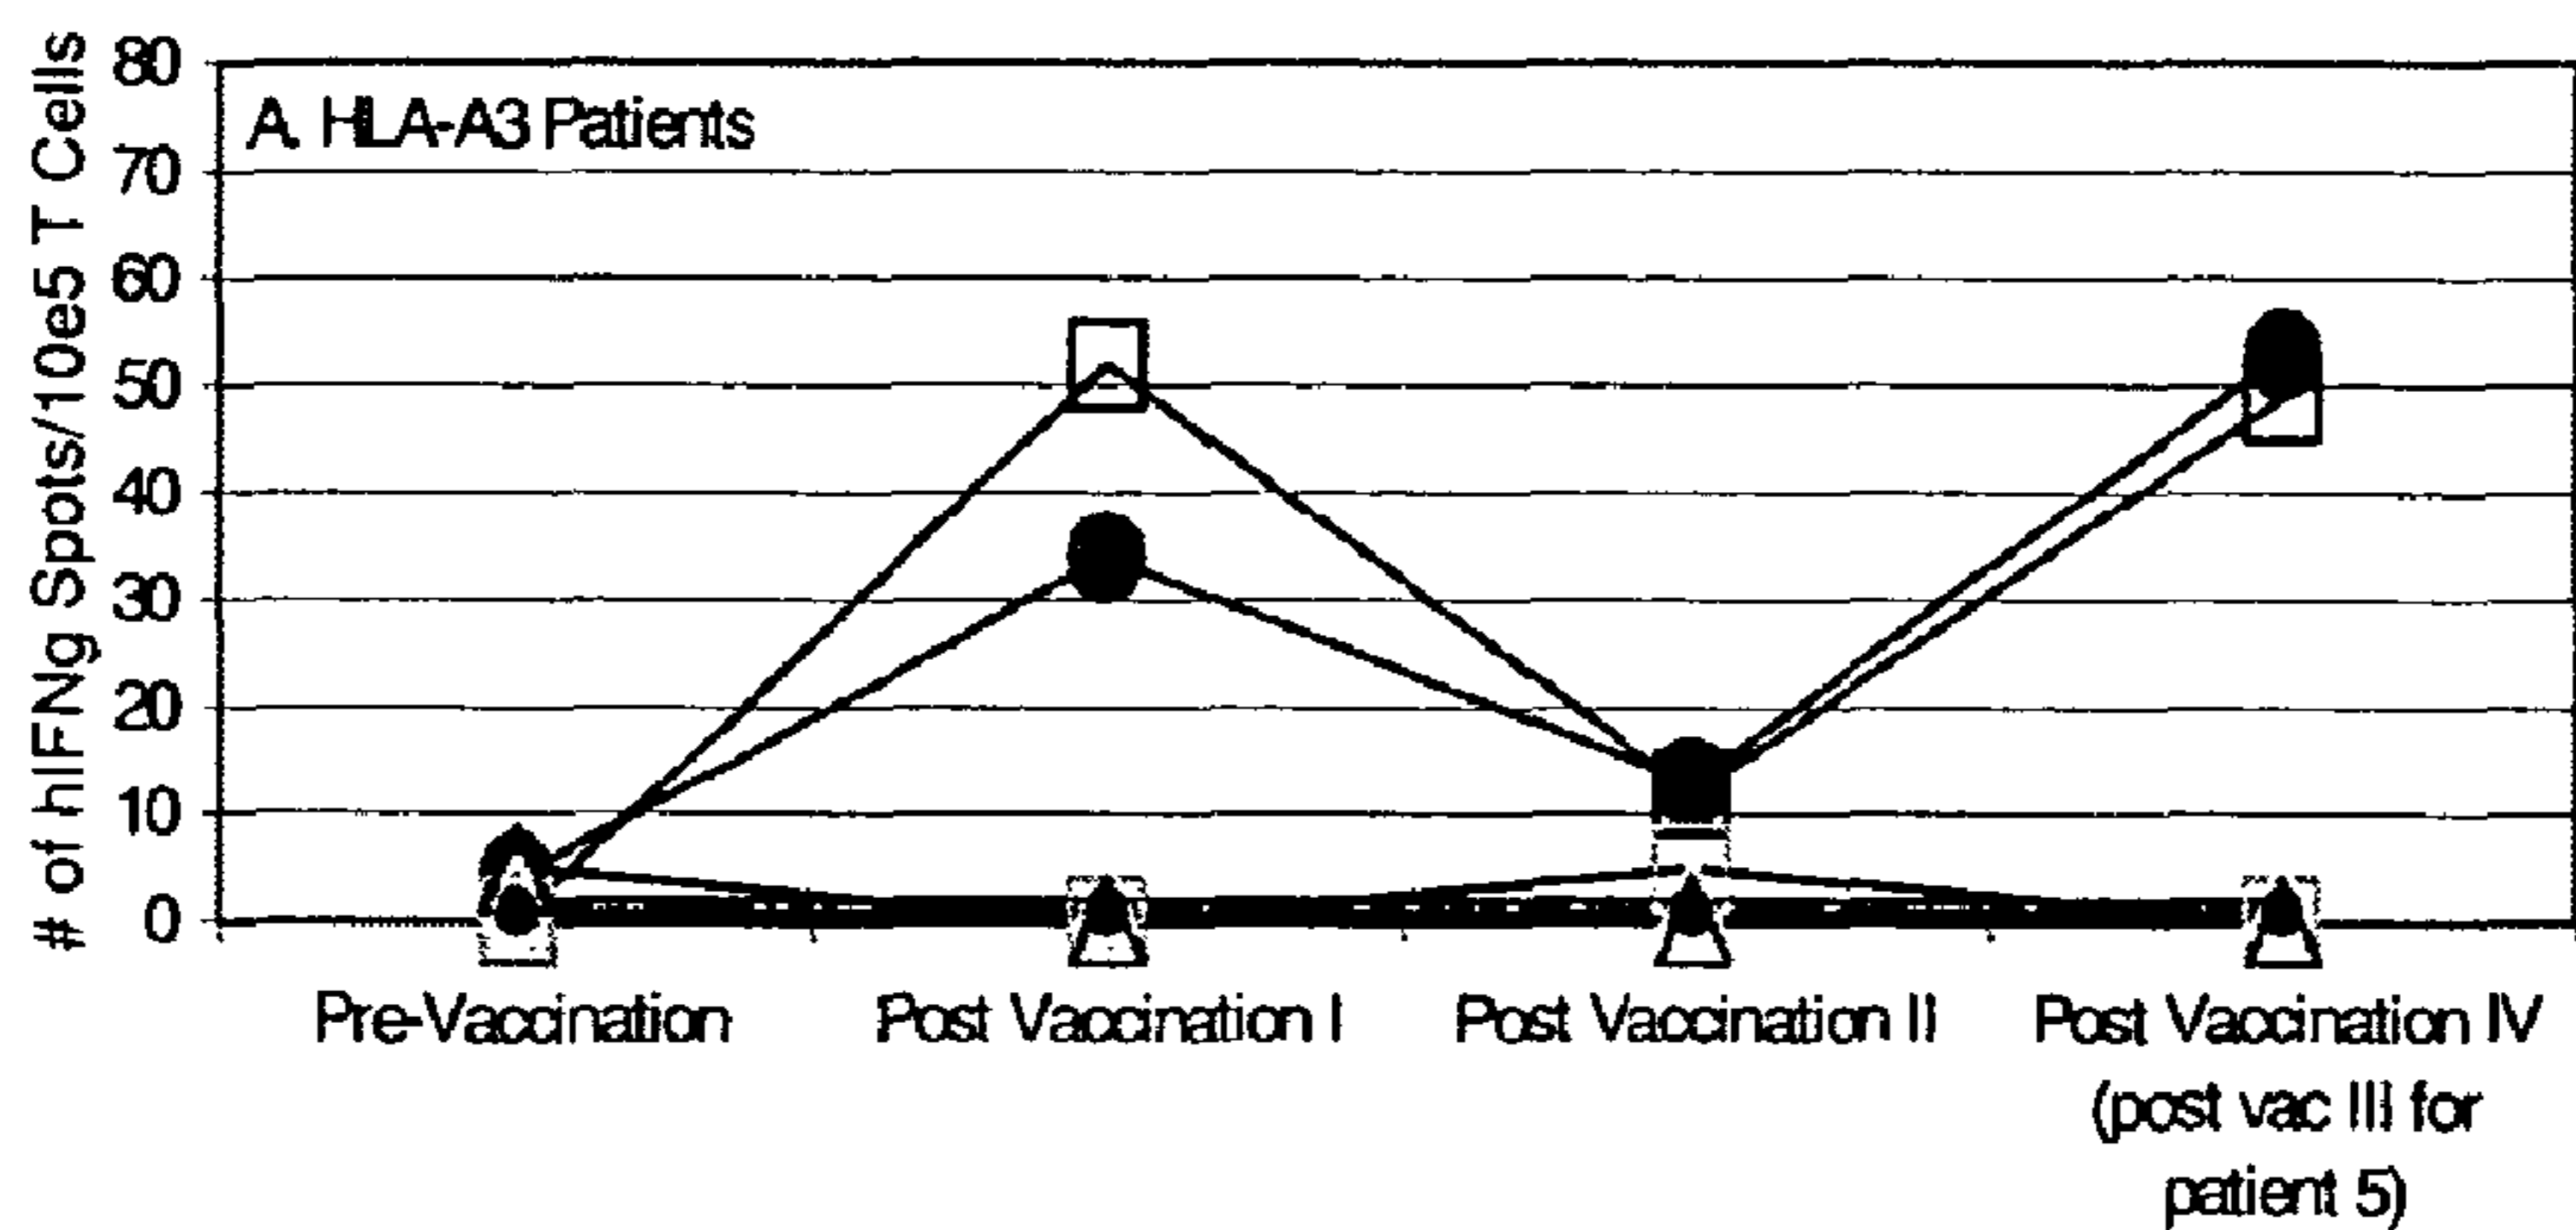 # of hIFNg Spots/10e5 T Cells
80
70
60
50
40
30
20
10
0
A. HLA-A3 Patients
Pre-Vaccination
Post Vaccination I
Post Vaccination II
Post Vaccination IV
(post vac III for
patient 5)